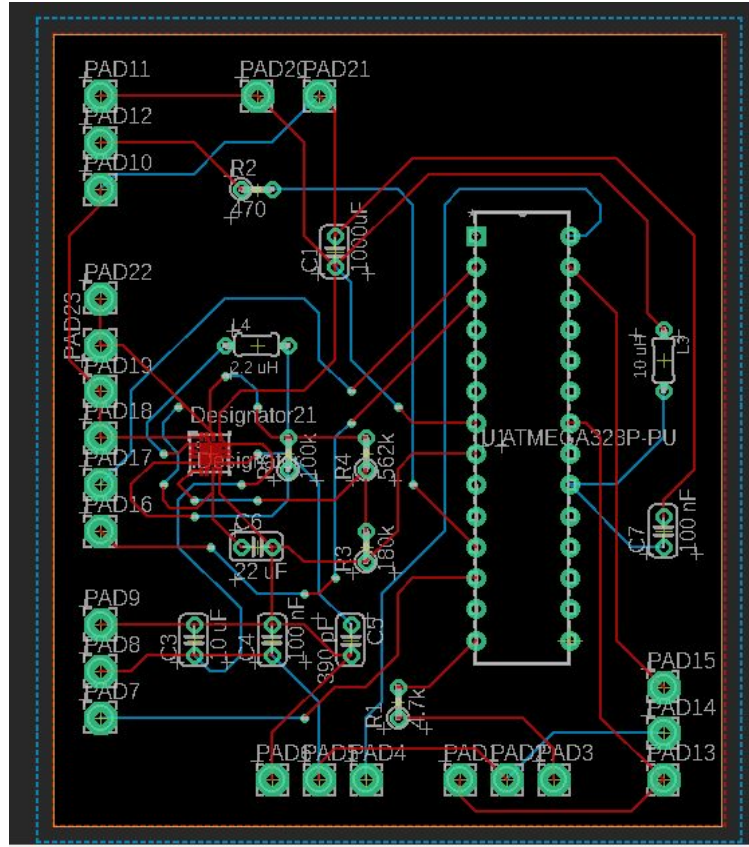 PAD11
PAD20
PAD21
PAD12
PAD10
R2
470
C1
1000uF
PAD22
PAD23
L4
2.2 uH
10 uH
L3
PAD19
PAD18
Designator21
U1ATMEGA328P-PU
100k
R4
562k
PAD17
PAD16
C6
22 uF
R3
180k
C7
100 nF
PAD9
PAD8
PAD7
C3
10 uF
C4
100 nF
C5
390 pF
R1
4.7k
PAD15
PAD14
PAD13
PAD4
PAD3